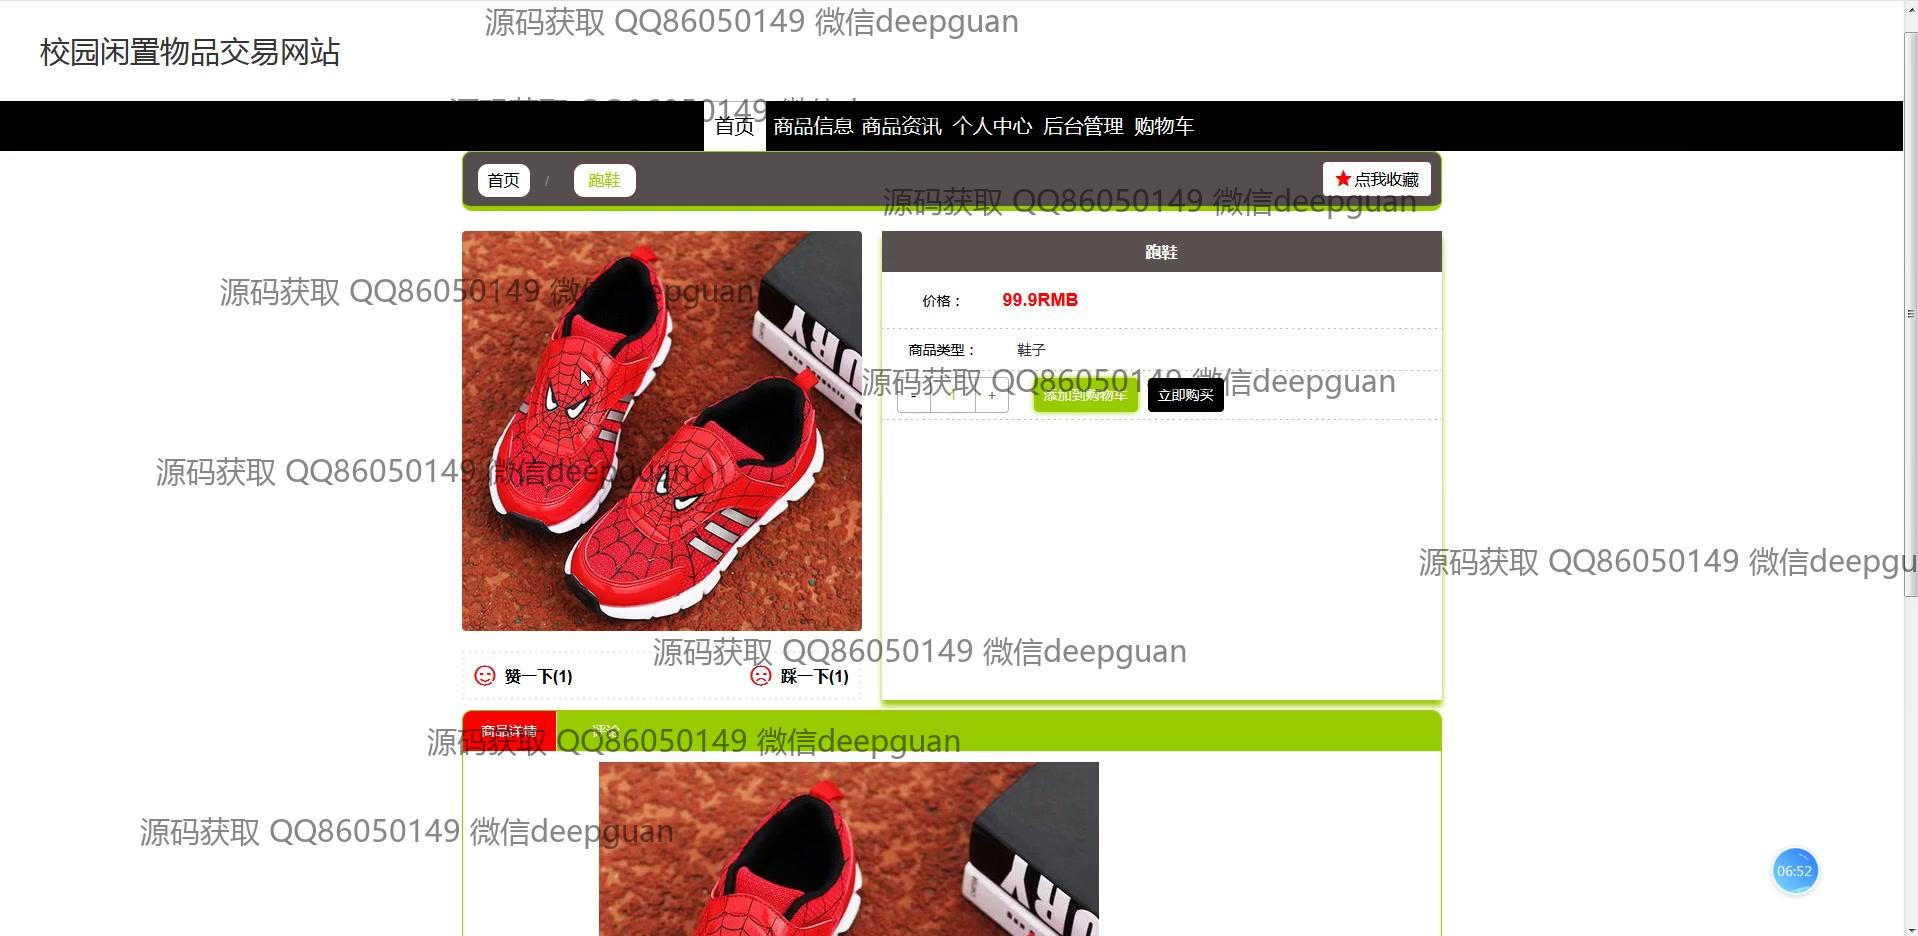 源码获取 QQ86050149 微信deepguan
校园闲置物品交易网站
首页 商品信息 商品资讯 个人中心 后台管理 购物车
首页 / 跑鞋
★点我收藏
源码获取 QQ86050149 微信deepguan
跑鞋
源码获取 QQ86050149 微信deepguan
价格： 99.9RMB
商品类型： 鞋子
源码获取 QQ86050149 微信deepguan
- 1 + 添加到购物车 立即购买
源码获取 QQ86050149 微信deepguan
源码获取 QQ86050149 微信deepgu
源码获取 QQ86050149 微信deepguan
赞一下(1) 踩一下(1)
商品详情 评论
源码获取 QQ86050149 微信deepguan
源码获取 QQ86050149 微信deepguan
06:52